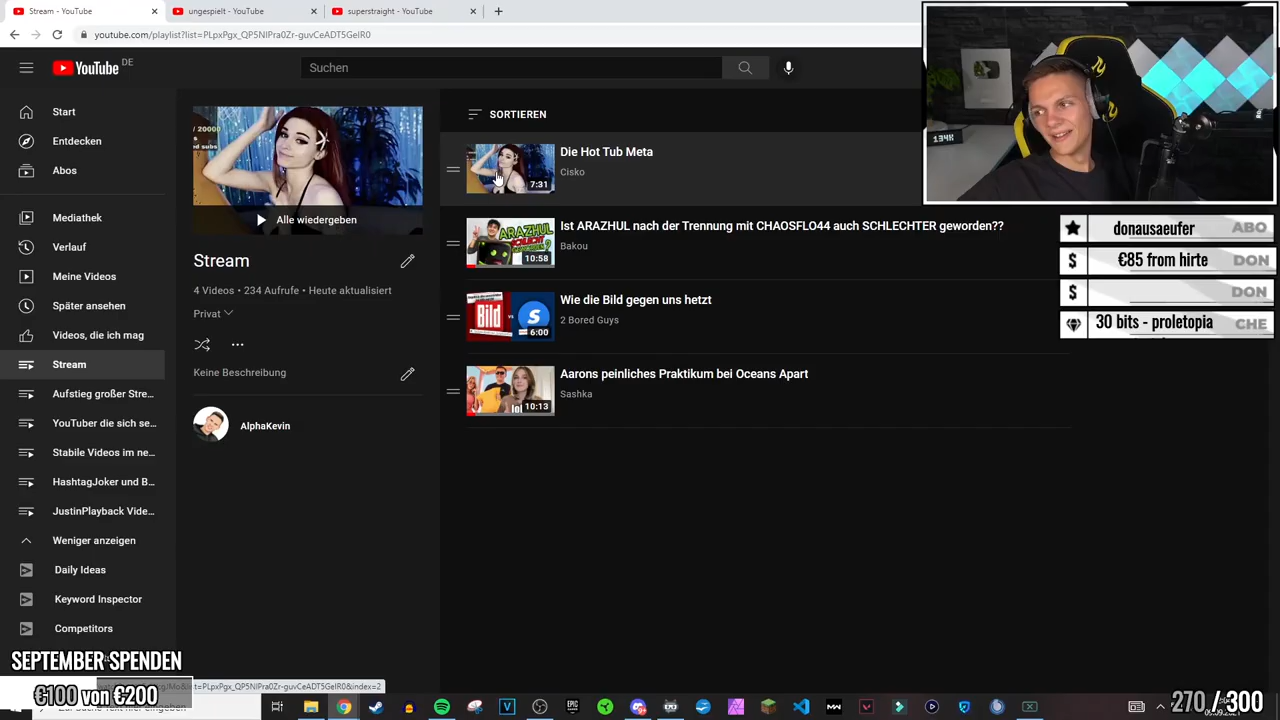 Stream - YouTube
ungespielt - YouTube
superstraight - YouTube
youtube.com/playlist?list=PLpxPgx_QP5NIPra0Zr-guvCeADT5GeIR0
YouTube DE
Suchen
Start
Entdecken
Abos
Mediathek
Verlauf
Meine Videos
Später ansehen
Videos, die ich mag
Stream
Aufstieg großer Stre...
YouTuber die sich se...
Stabile Videos im ne...
HashtagJoker und B...
JustinPlayback Vide...
Weniger anzeigen
Daily Ideas
Keyword Inspector
Competitors
/ 20000
Alle wiedergeben
Stream
4 Videos • 234 Aufrufe • Heute aktualisiert
Privat
Keine Beschreibung
AlphaKevin
SORTIEREN
7:31
Die Hot Tub Meta
Cisko
ARAZHUL
10:58
Ist ARAZHUL nach der Trennung mit CHAOSFLO44 auch SCHLECHTER geworden??
Bakou
Bild
6:00
Wie die Bild gegen uns hetzt
2 Bored Guys
10:13
Aarons peinliches Praktikum bei Oceans Apart
Sashka
134K
donausaeufer ABO
$ €85 from hirte DON
$ DON
30 bits - proletopia CHE
SEPTEMBER SPENDEN
€100 von €200
270 / 300